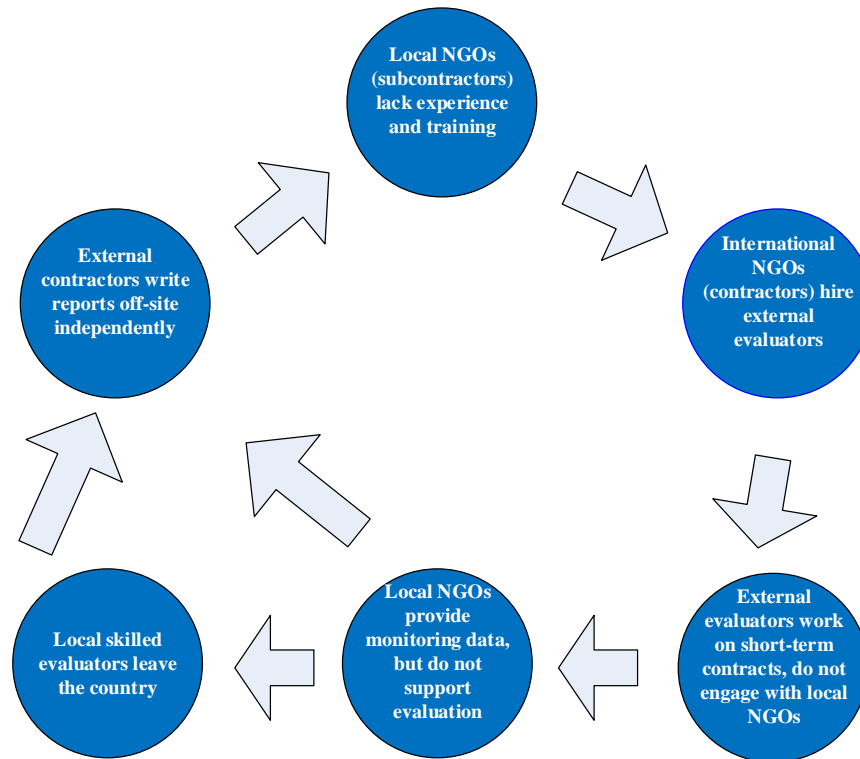 Local NGOs
(subcontractors)
lack experience
and training
International
NGOs
(contractors) hire
external
evaluators
External
evaluators work
on short-term
contracts, do not
engage with local
NGOs
Local NGOs
provide
monitoring data,
but do not
support
evaluation
Local skilled
evaluators leave
the country
External
contractors write
reports off-site
independently